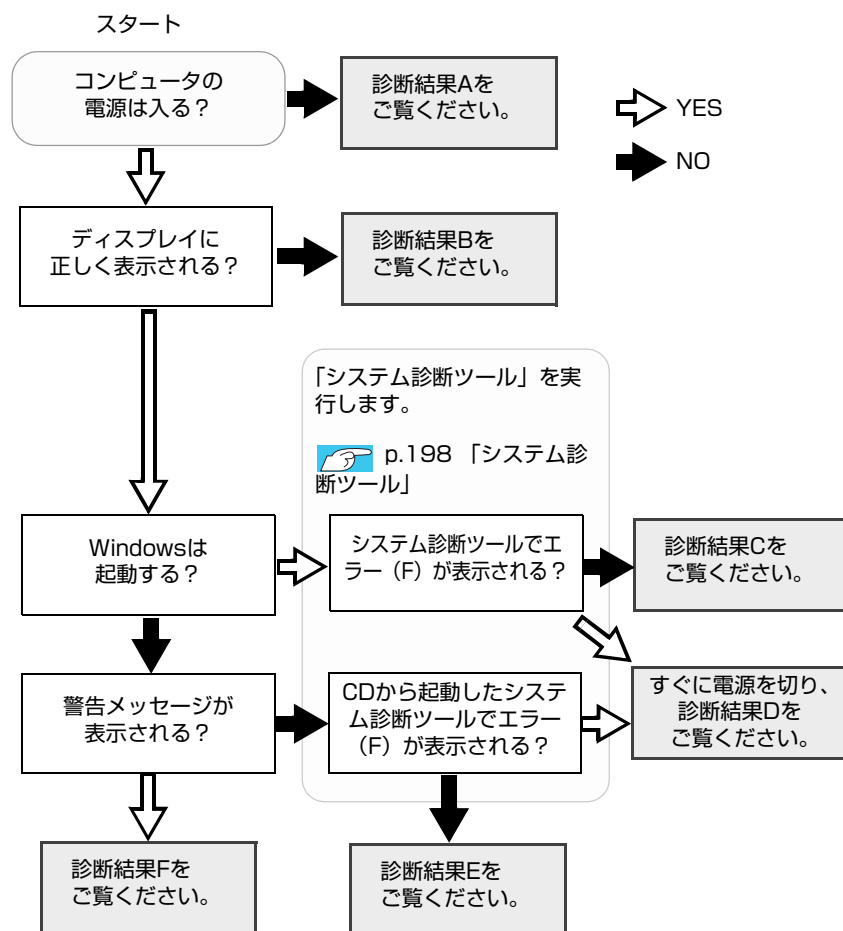 スタート
コンピュータの
電源は入る？
診断結果Aを
ご覧ください。
YES
NO
ディスプレイに
正しく表示される？
診断結果Bを
ご覧ください。
「システム診断ツール」を実
行します。
p.198 「システム診
断ツール」
Windowsは
起動する？
システム診断ツールでエ
ラー（F）が表示される？
診断結果Cを
ご覧ください。
警告メッセージが
表示される？
CDから起動したシステ
ム診断ツールでエラー
（F）が表示される？
すぐに電源を切り、
診断結果Dを
ご覧ください。
診断結果Fを
ご覧ください。
診断結果Eを
ご覧ください。